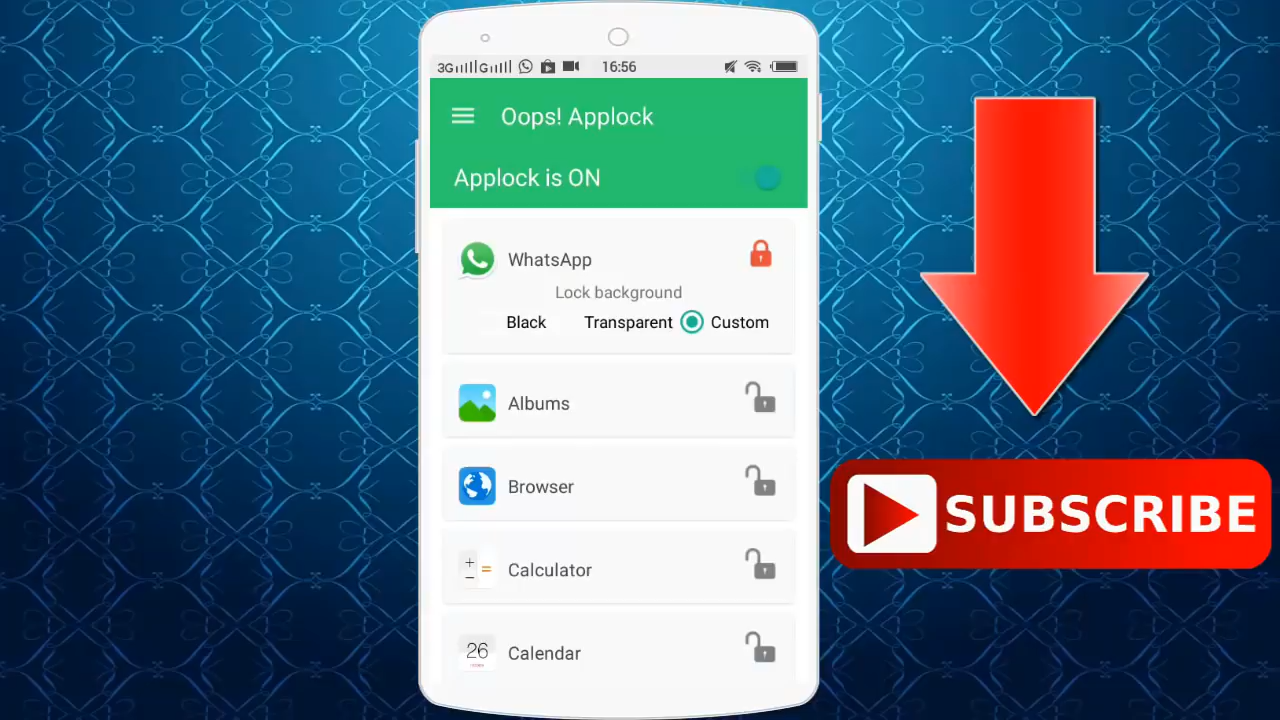 3G G 16:56
Oops! Applock
Applock is ON
WhatsApp
Lock background
Black Transparent Custom
Albums
Browser
+ − = Calculator
26 Calendar
SUBSCRIBE